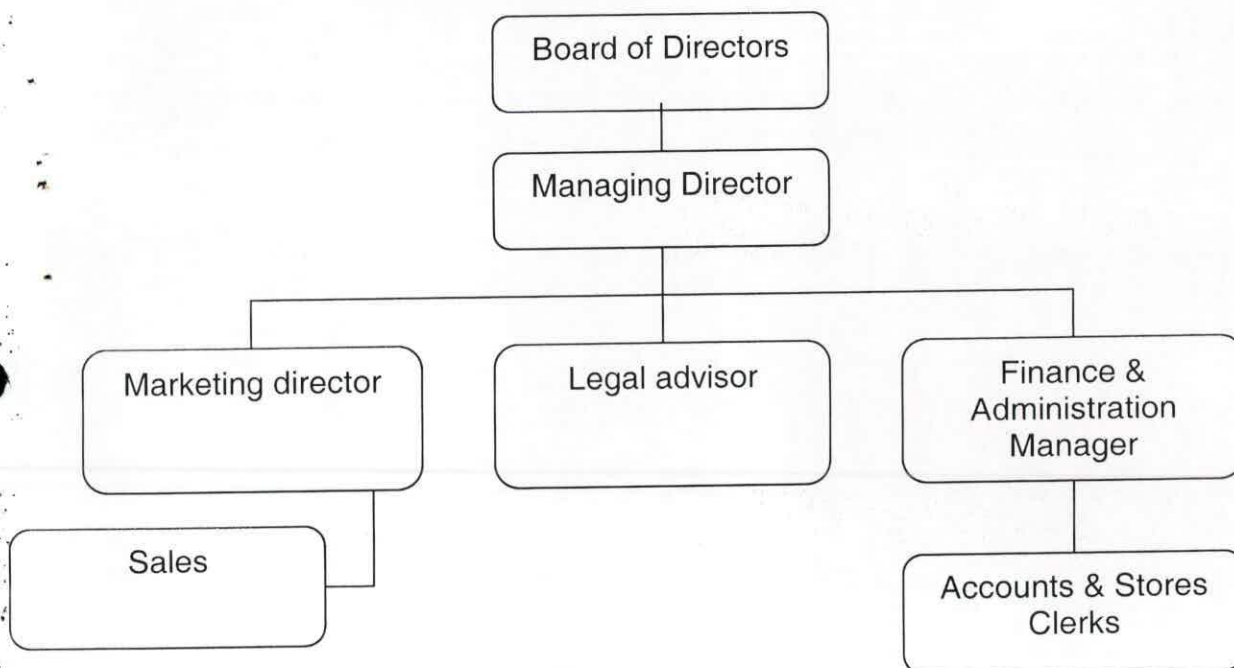 Board of Directors
Managing Director
Marketing director
Legal advisor
Finance &
Administration
Manager
Sales
Accounts & Stores
Clerks